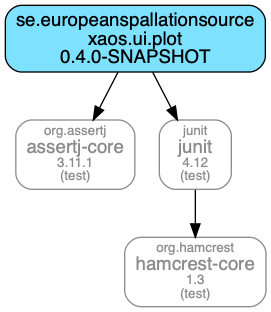 se.europeanspallationsource
xaos.ui.plot
0.4.0-SNAPSHOT
org.assertj
assertj-core
3.11.1
(test)
junit
junit
4.12
(test)
org.hamcrest
hamcrest-core
1.3
(test)